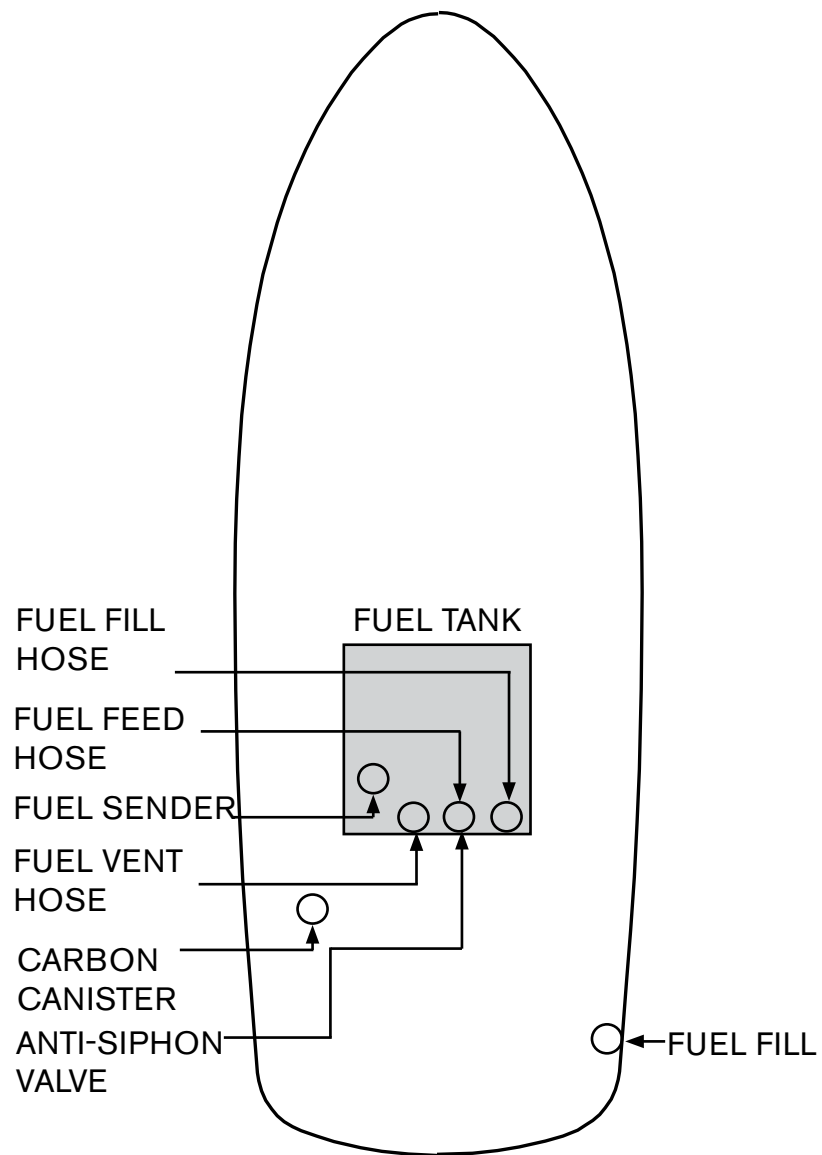 FUEL FILL
HOSE
FUEL TANK
FUEL FEED
HOSE
FUEL SENDER
FUEL VENT
HOSE
CARBON
CANISTER
ANTI-SIPHON
VALVE
FUEL FILL